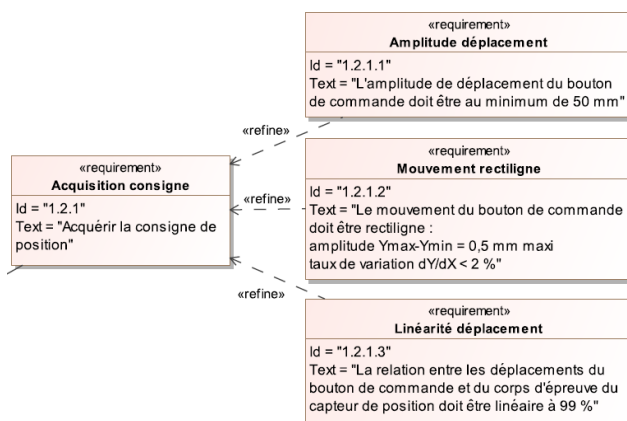 «requirement»
Amplitude déplacement
Id = "1.2.1.1"
Text = "L'amplitude de déplacement du bouton
de commande doit être au minimum de 50 mm"
«refine»
«requirement»
Acquisition consigne
Id = "1.2.1"
Text = "Acquérir la consigne de
position"
«refine»
«requirement»
Mouvement rectiligne
Id = "1.2.1.2"
Text = "Le mouvement du bouton de commande
doit être rectiligne :
amplitude Ymax-Ymin = 0,5 mm maxi
taux de variation dY/dX < 2 %"
«refine»
«requirement»
Linéarité déplacement
Id = "1.2.1.3"
Text = "La relation entre les déplacements du
bouton de commande et du corps d'épreuve du
capteur de position doit être linéaire à 99 %"